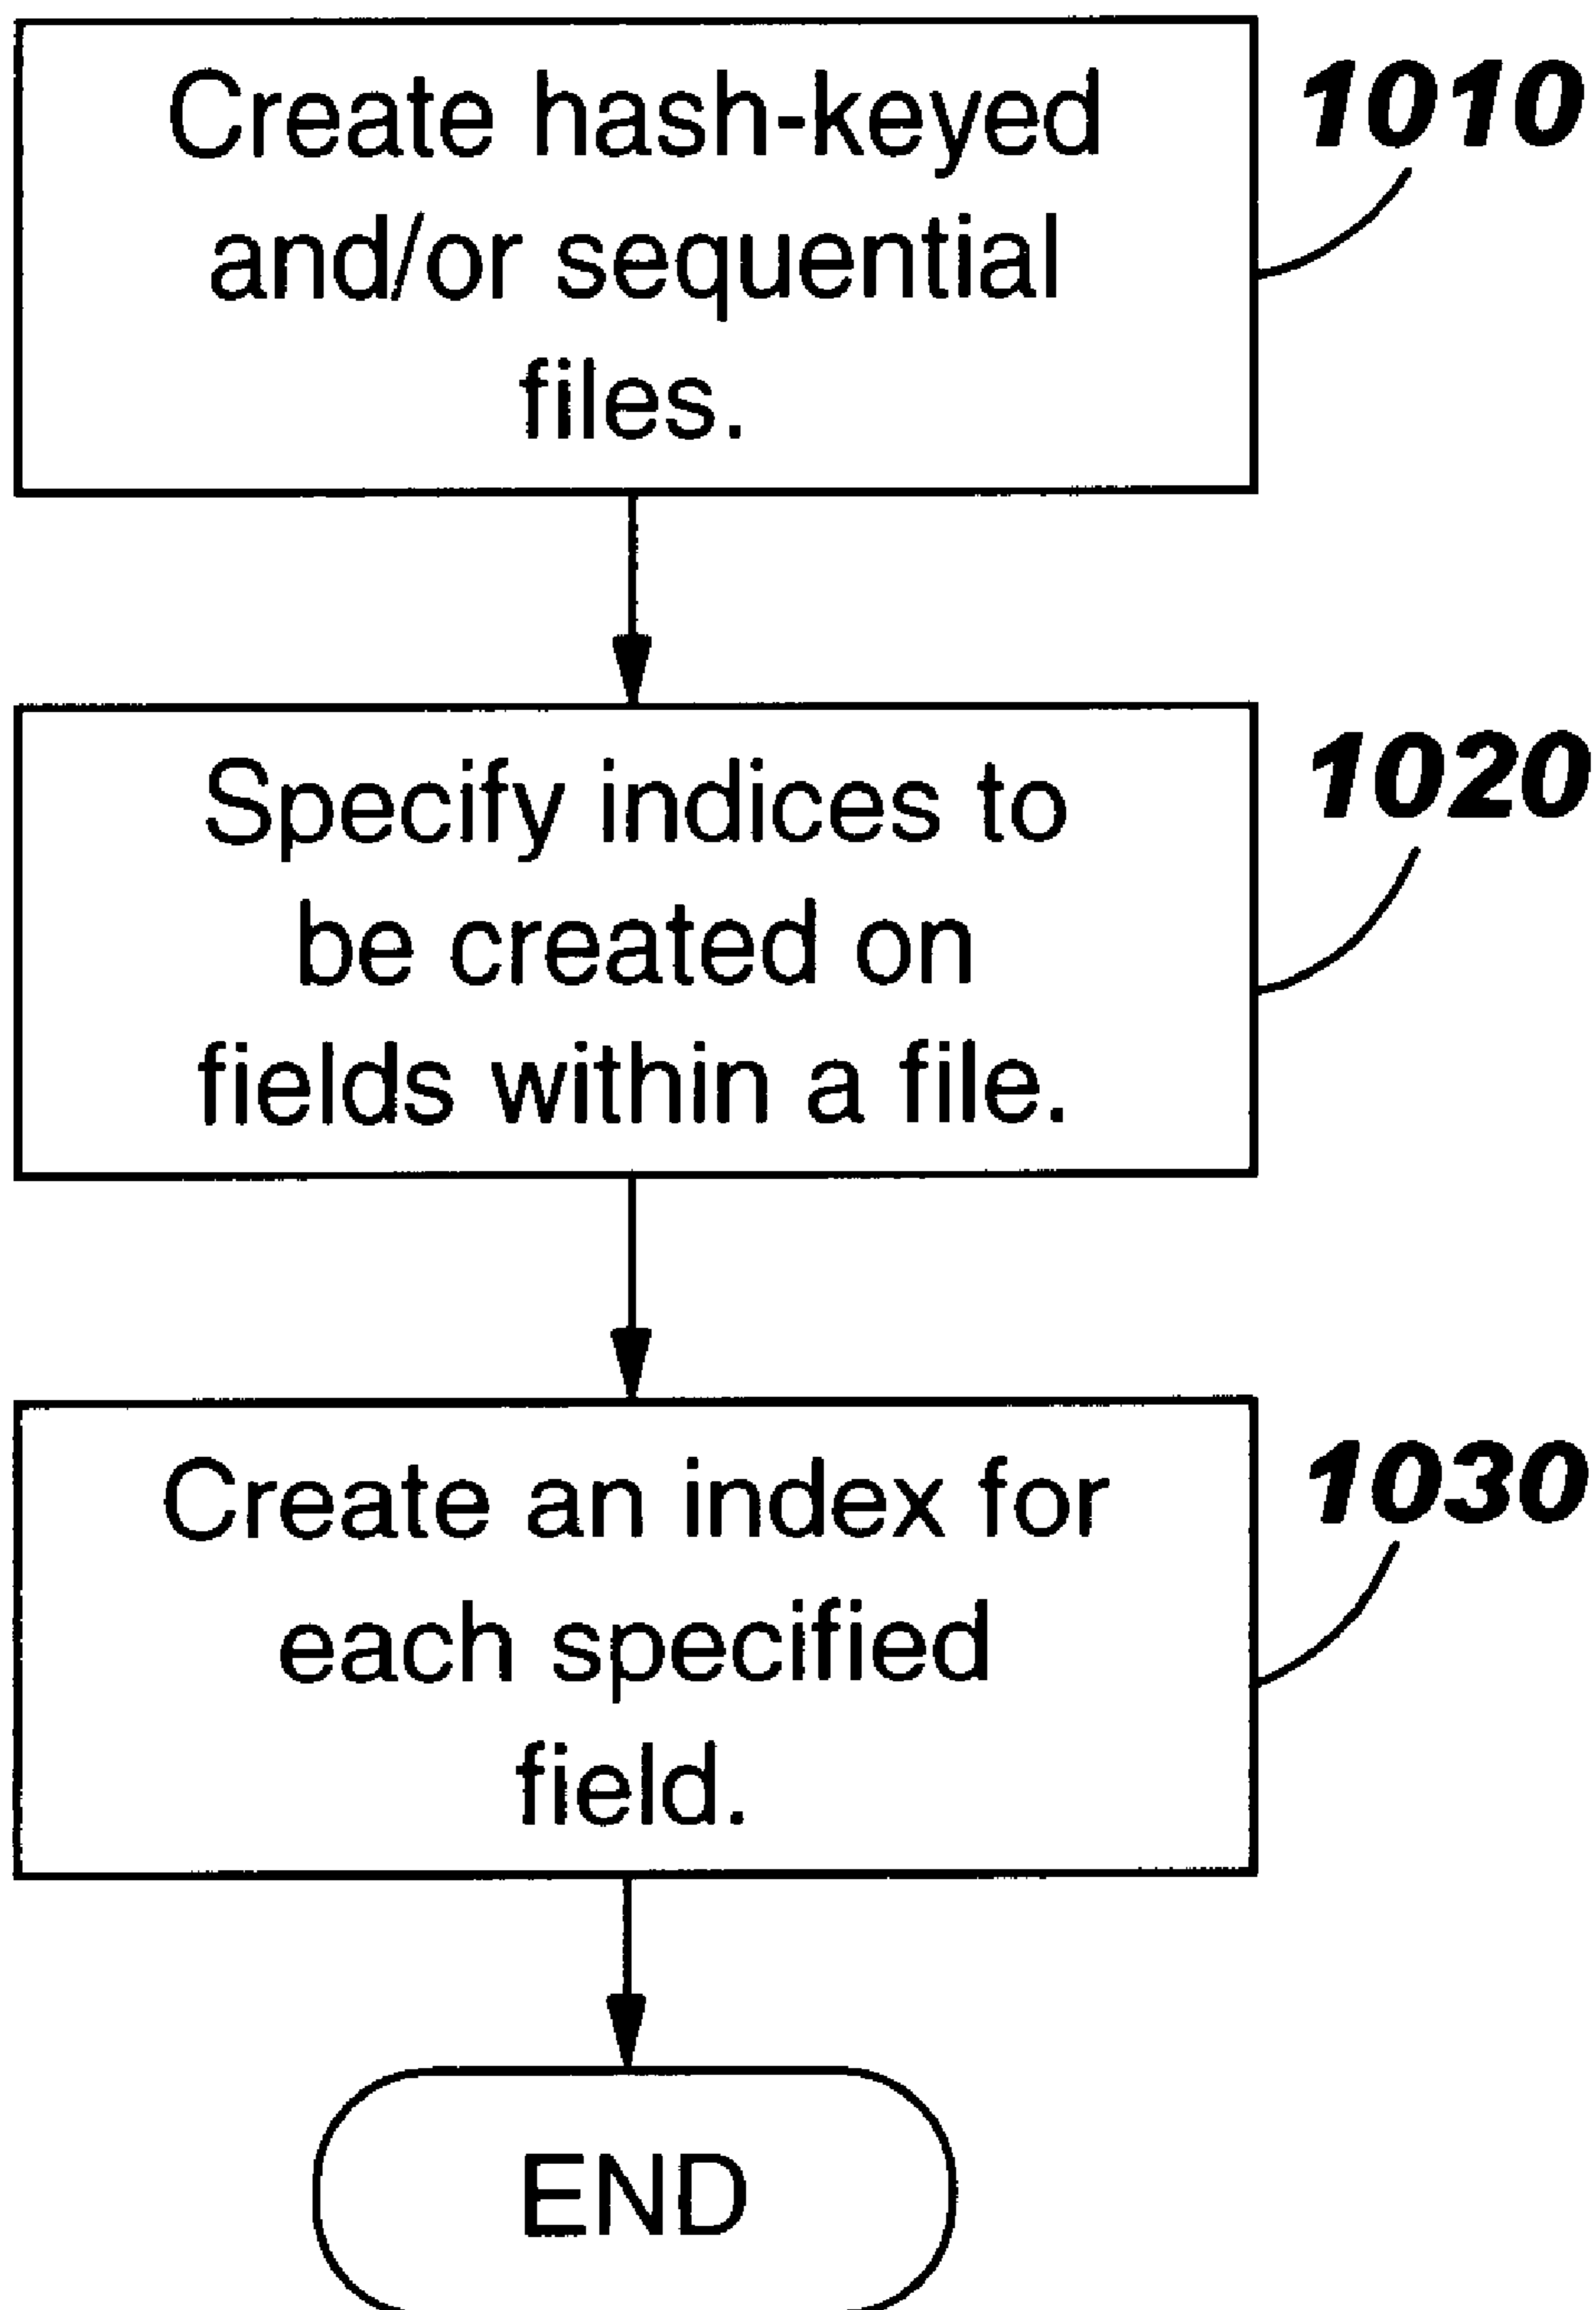 Create hash-keyed
and/or sequential
files.
1010
Specify indices to
be created on
fields within a file.
1020
Create an index for
each specified
field.
1030
END